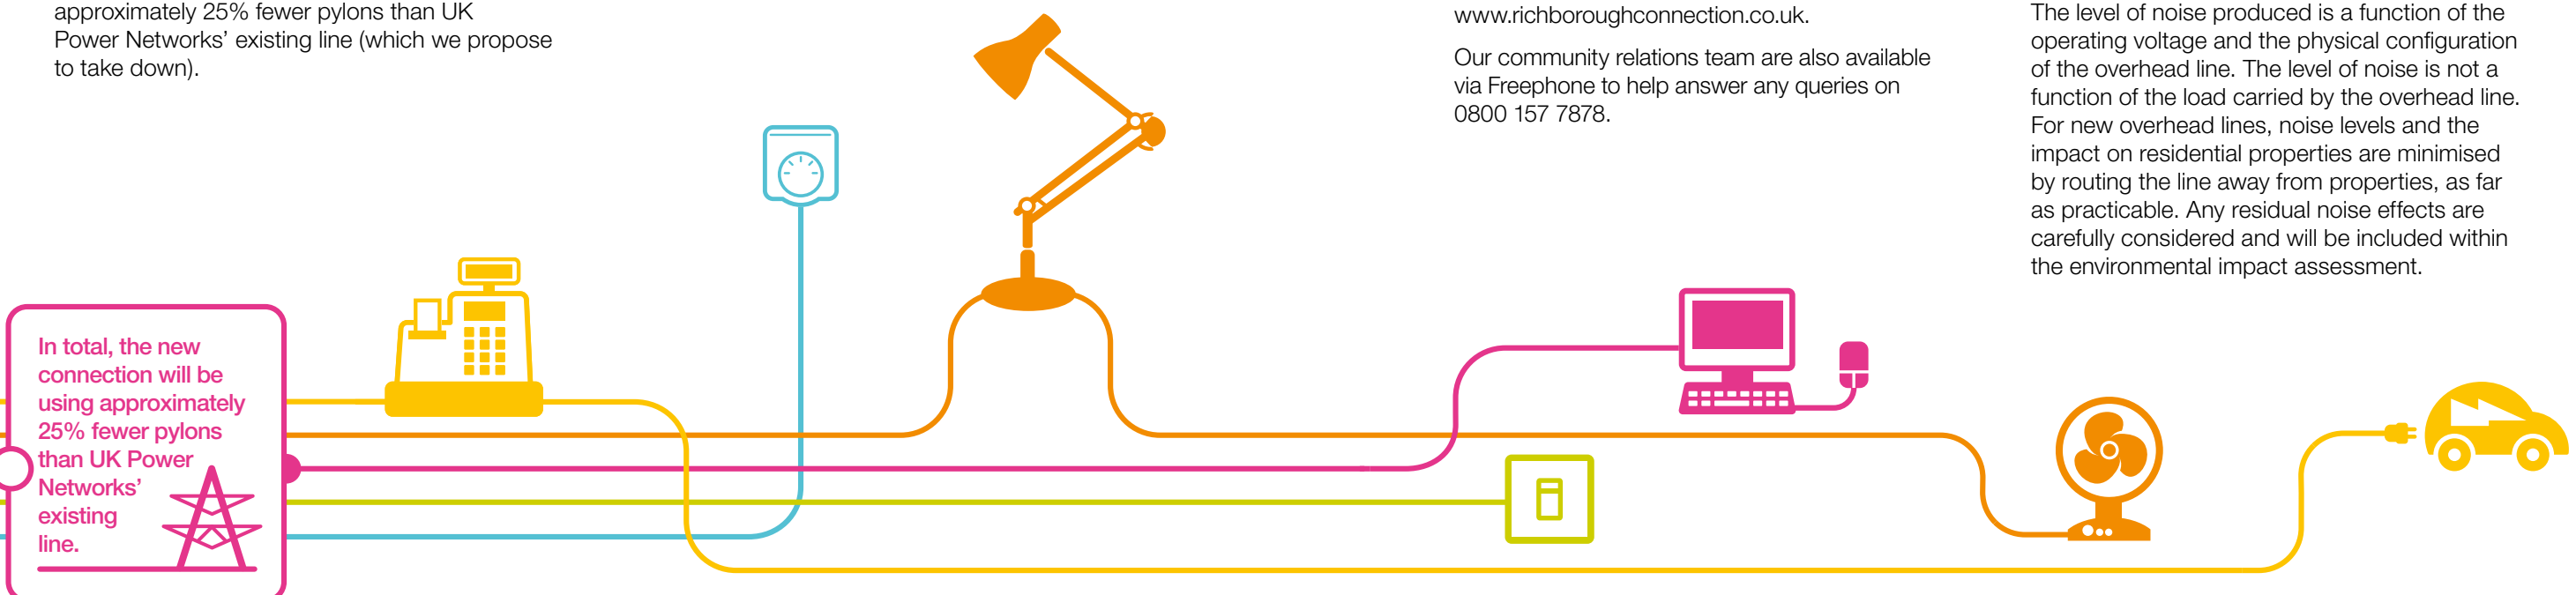 approximately 25% fewer pylons than UK
Power Networks’ existing line (which we propose
to take down).
In total, the new
connection will be
using approximately
25% fewer pylons
than UK Power
Networks’
existing
line.
www.richboroughconnection.co.uk.
Our community relations team are also available
via Freephone to help answer any queries on
0800 157 7878.
The level of noise produced is a function of the
operating voltage and the physical configuration
of the overhead line. The level of noise is not a
function of the load carried by the overhead line.
For new overhead lines, noise levels and the
impact on residential properties are minimised
by routing the line away from properties, as far
as practicable. Any residual noise effects are
carefully considered and will be included within
the environmental impact assessment.